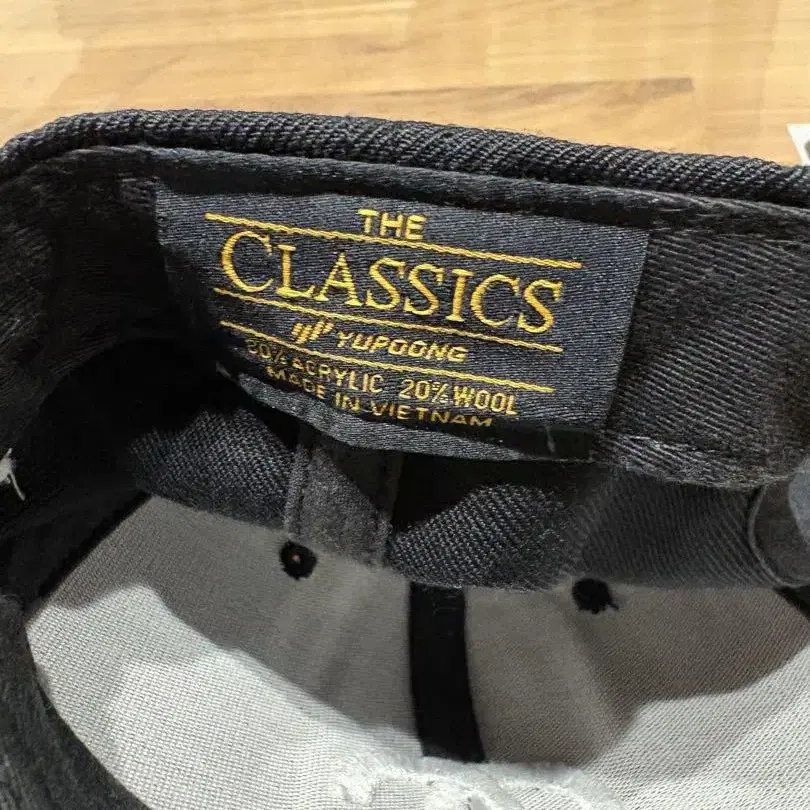 THE
CLASSICS
YUPOONG
80% ACRYLIC 20% WOOL
MADE IN VIETNAM